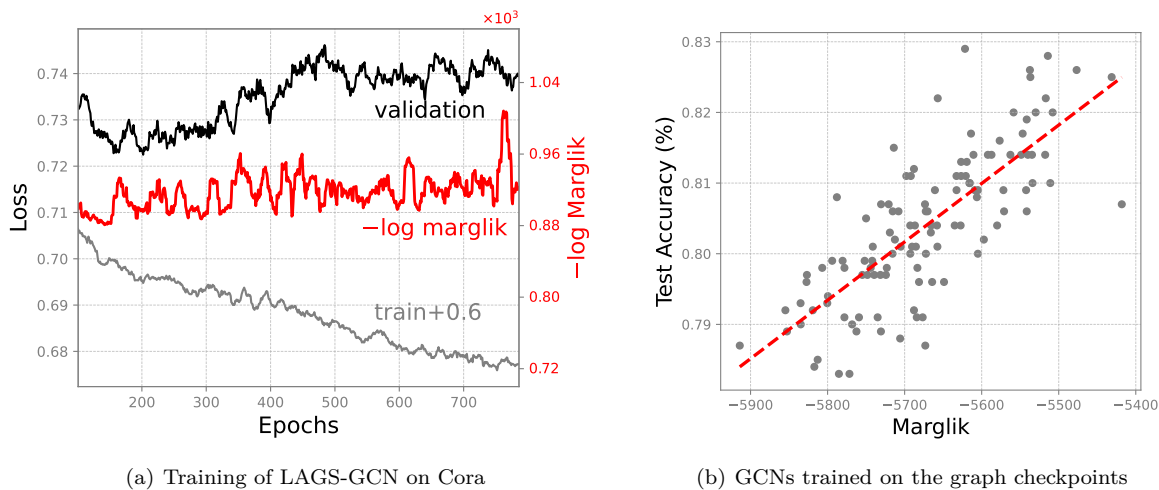 ×10³
0.74
0.73
0.72
0.71
0.70
0.69
0.68
Loss
validation
−log marglik
train+0.6
1.04
0.96
0.88
0.80
0.72
−log Marglik
200 300 400 500 600 700
Epochs
(a) Training of LAGS-GCN on Cora
0.83
0.82
0.81
0.80
0.79
Test Accuracy (%)
−5900 −5800 −5700 −5600 −5500 −5400
Marglik
(b) GCNs trained on the graph checkpoints